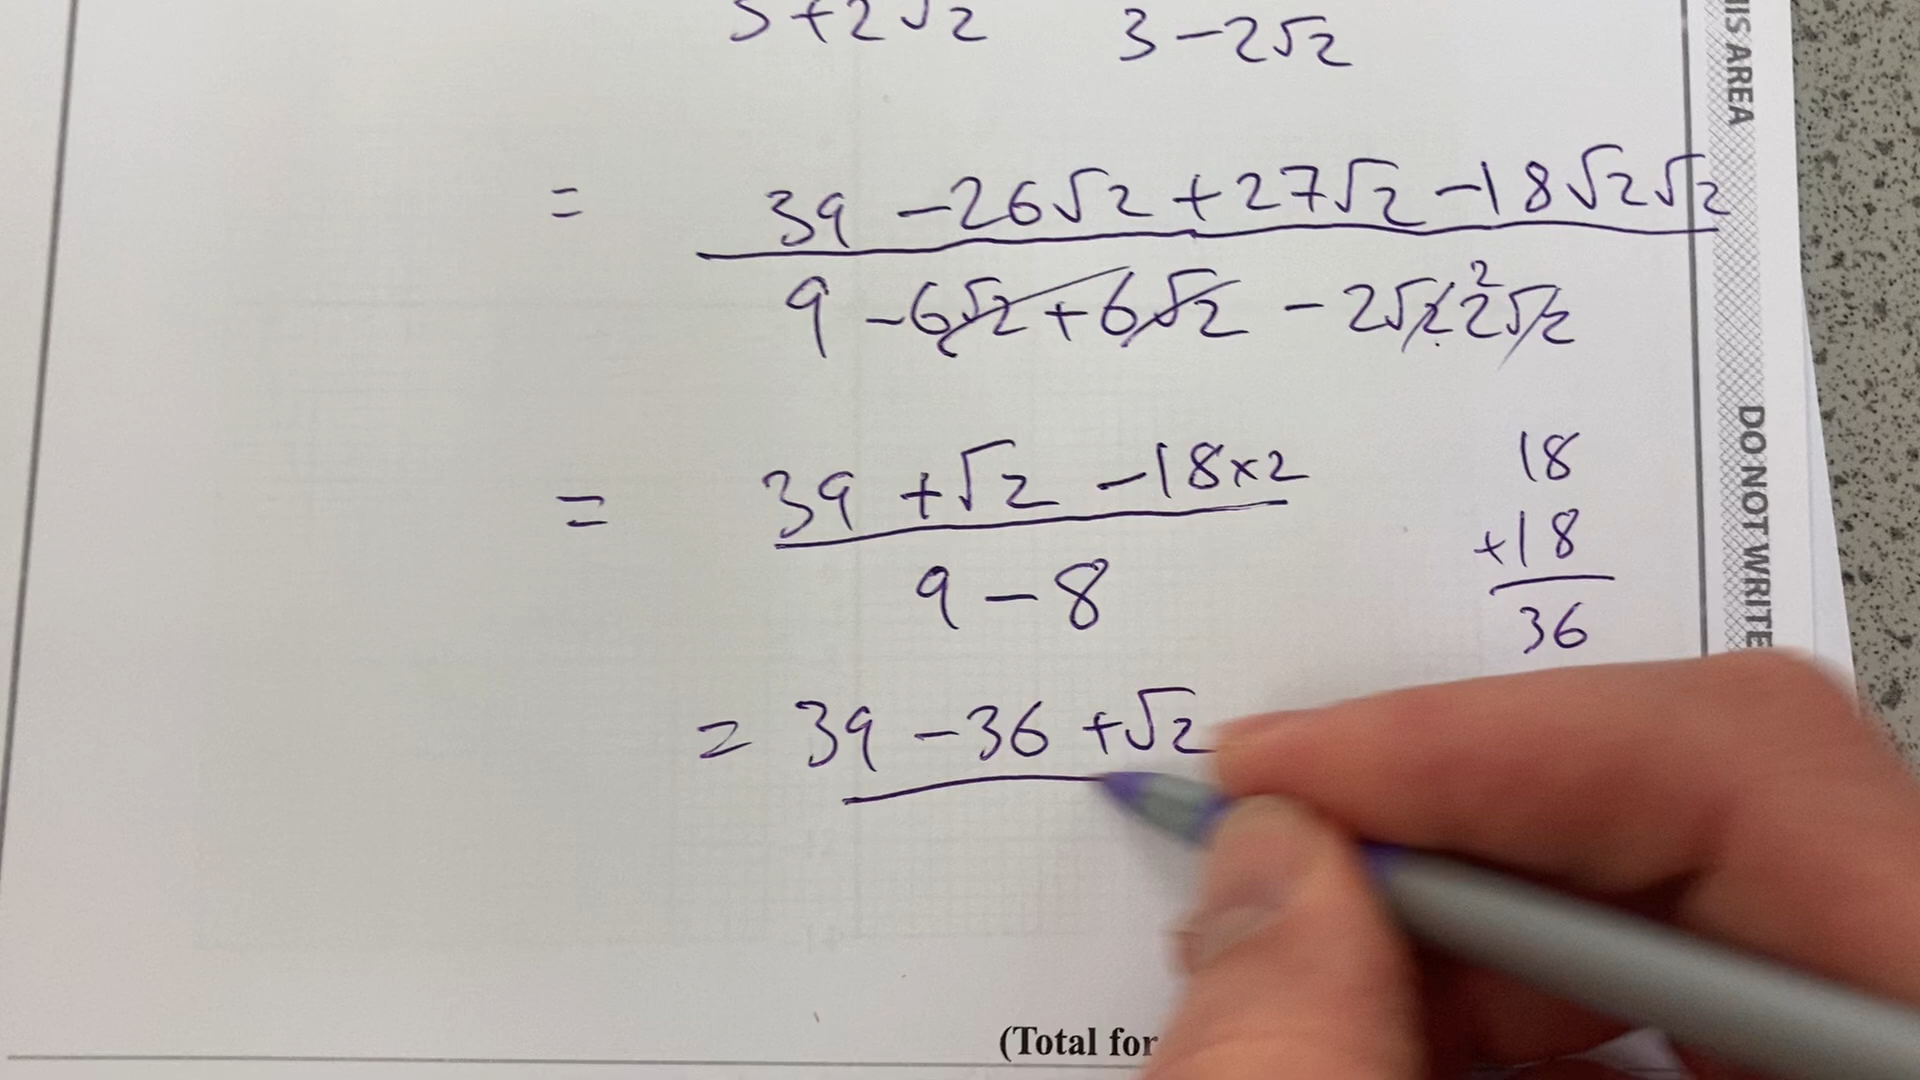 3+2√2 3-2√2
= 39 -26√2 +27√2 -18√2√2
9 -6√2 +6√2 -2√2 2√2
2
= 39 +√2 -18×2
9 - 8
18
+18
36
= 39 - 36 +√2
(Total for
IS AREA
DO NOT WRITE